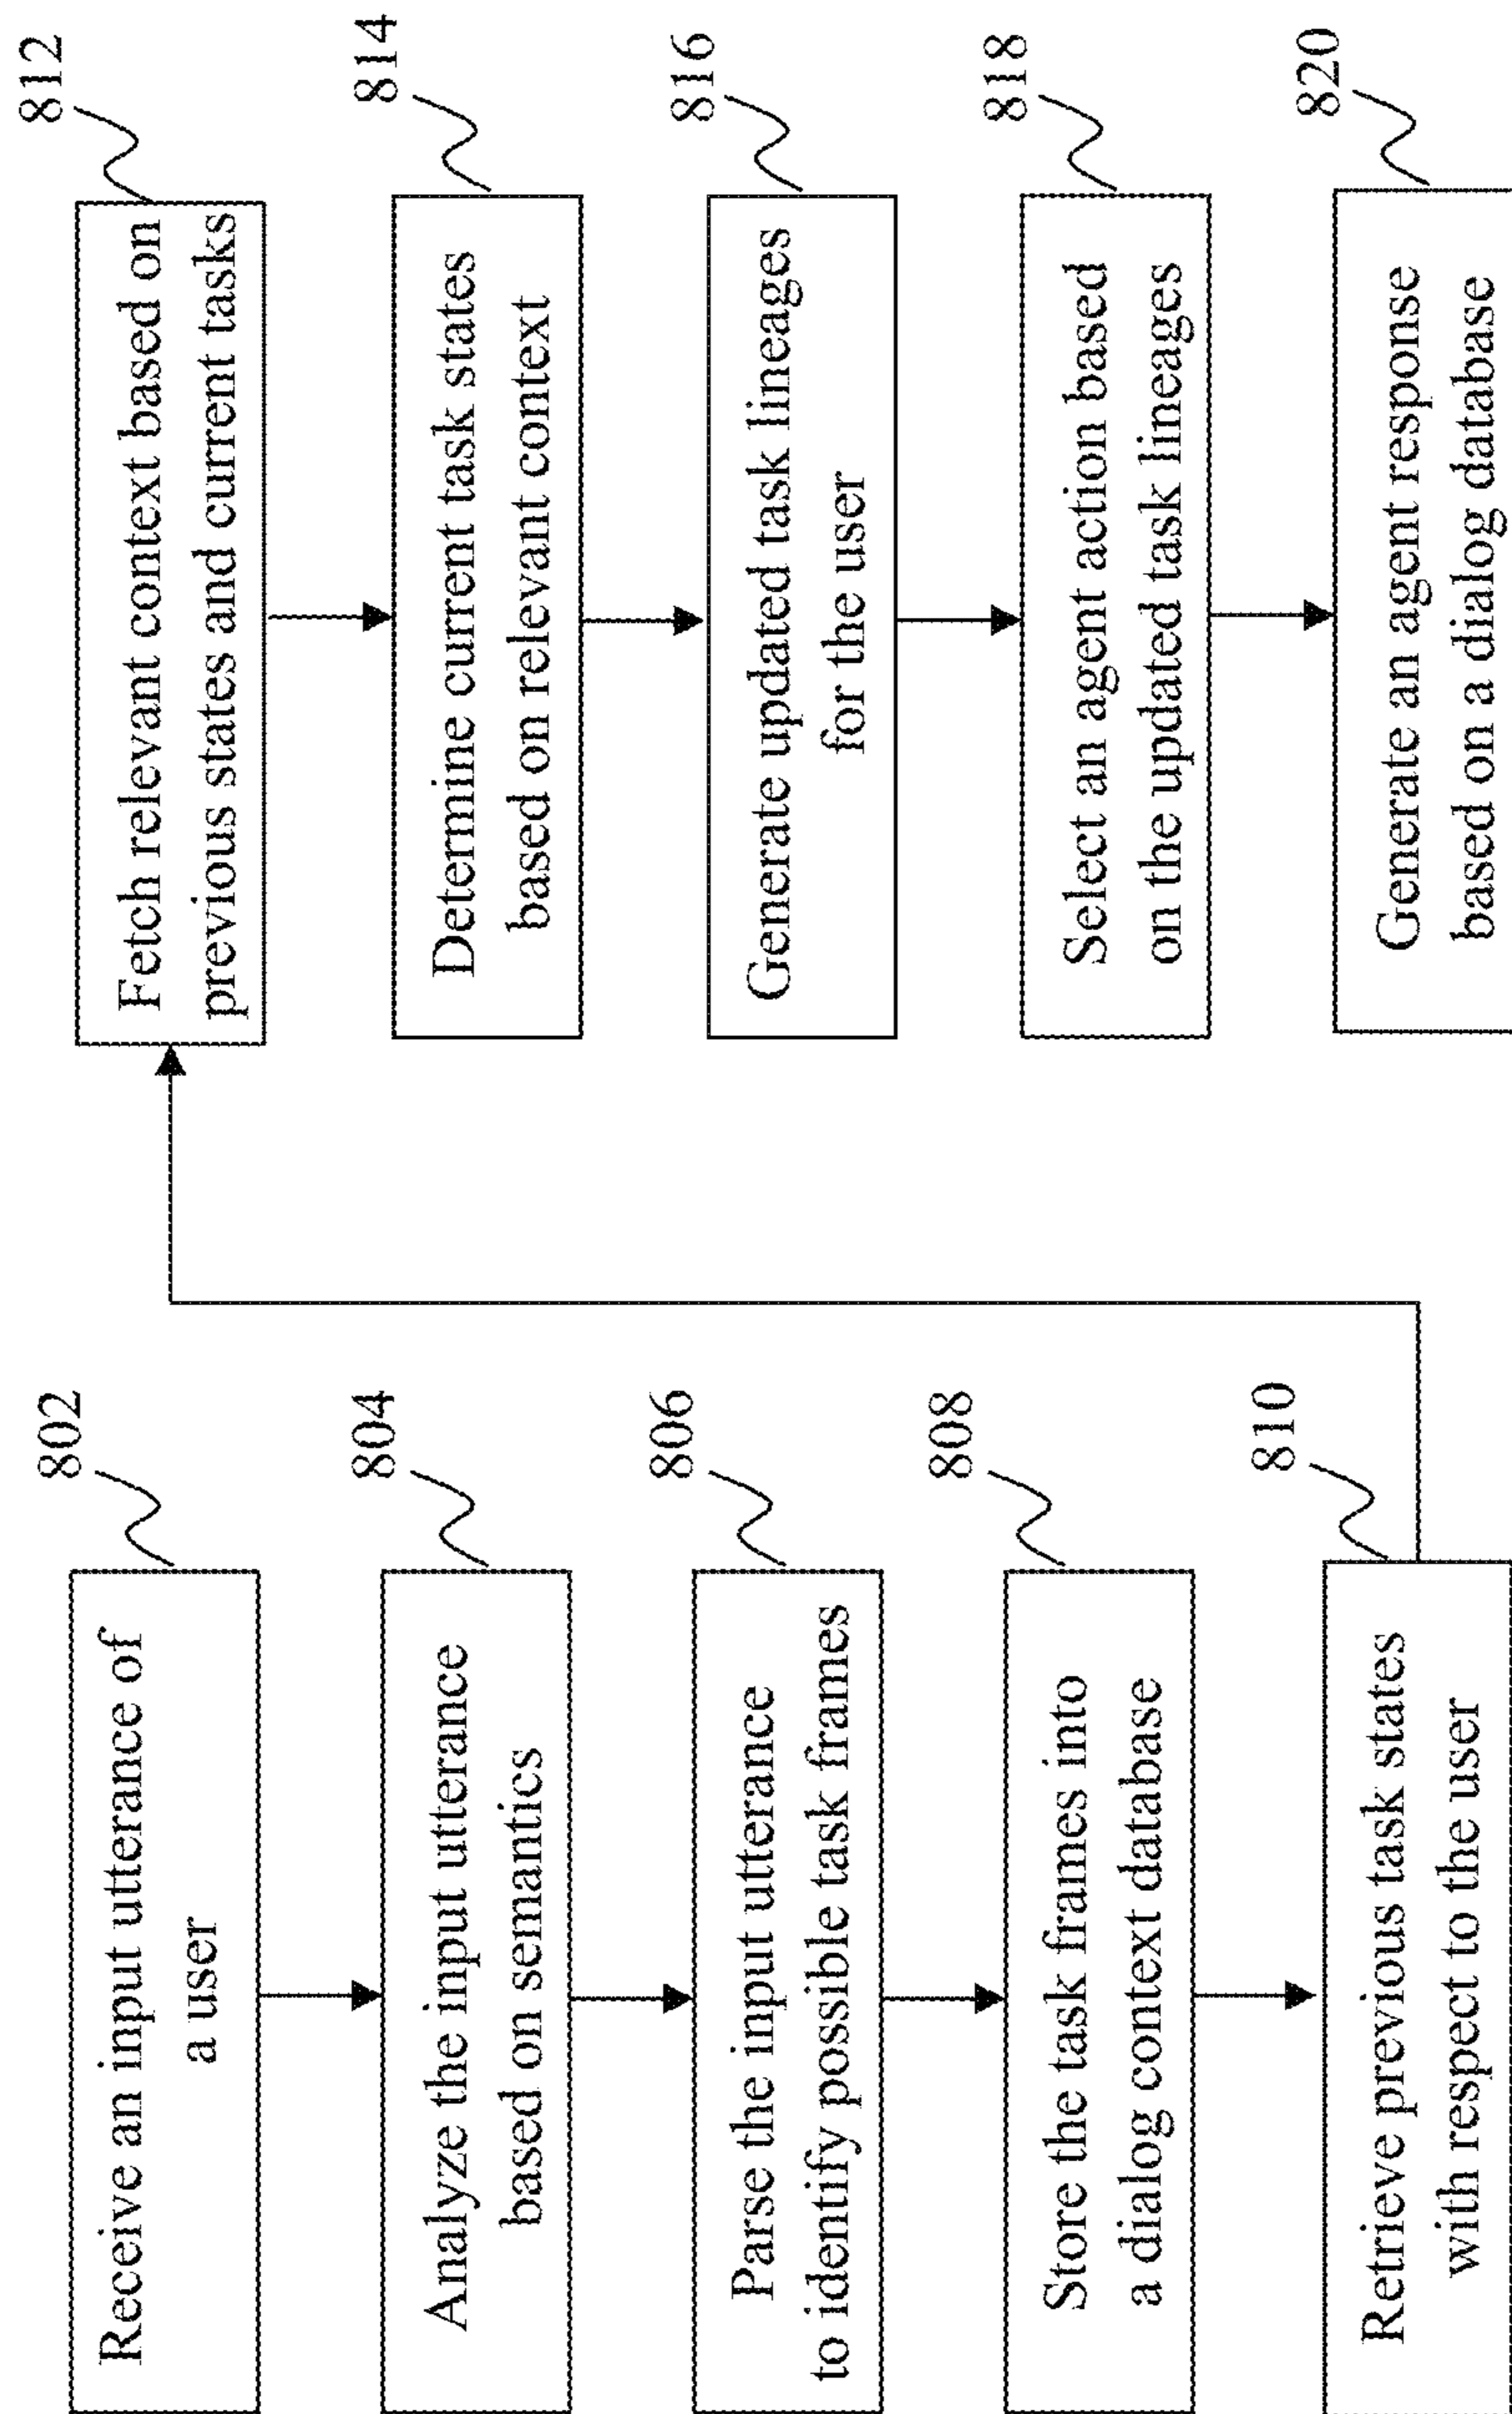 802
Receive an input utterance of
a user
804
Analyze the input utterance
based on semantics
806
Parse the input utterance
to identify possible task frames
808
Store the task frames into
a dialog context database
810
Retrieve previous task states
with respect to the user
812
Fetch relevant context based on
previous states and current tasks
814
Determine current task states
based on relevant context
816
Generate updated task lineages
for the user
818
Select an agent action based
on the updated task lineages
820
Generate an agent response
based on a dialog database